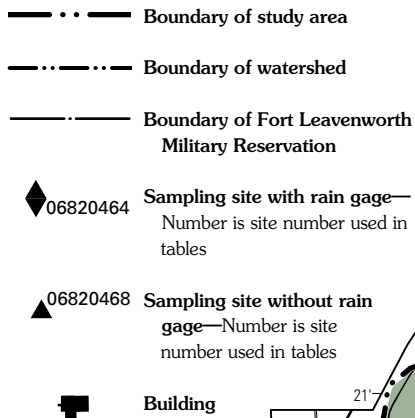 Boundary of study area
Boundary of watershed
Boundary of Fort Leavenworth
Military Reservation
06820464 Sampling site with rain gage—
Number is site number used in
tables
06820468 Sampling site without rain
gage—Number is site
number used in tables
Building
21'